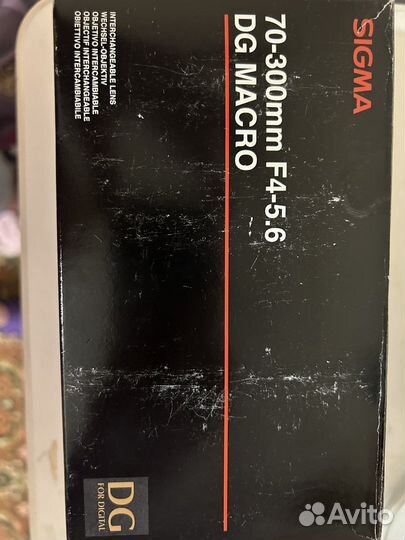 SIGMA
70-300mm F4-5.6
DG MACRO
INTERCHANGEABLE LENS
WECHSEL-OBJEKTIV
OBJETIVO INTERCAMBIABLE
OBJECTIF INTERCHANGEABLE
OBIETTIVO INTERCAMBIABILE
DG
FOR DIGITAL
Avito